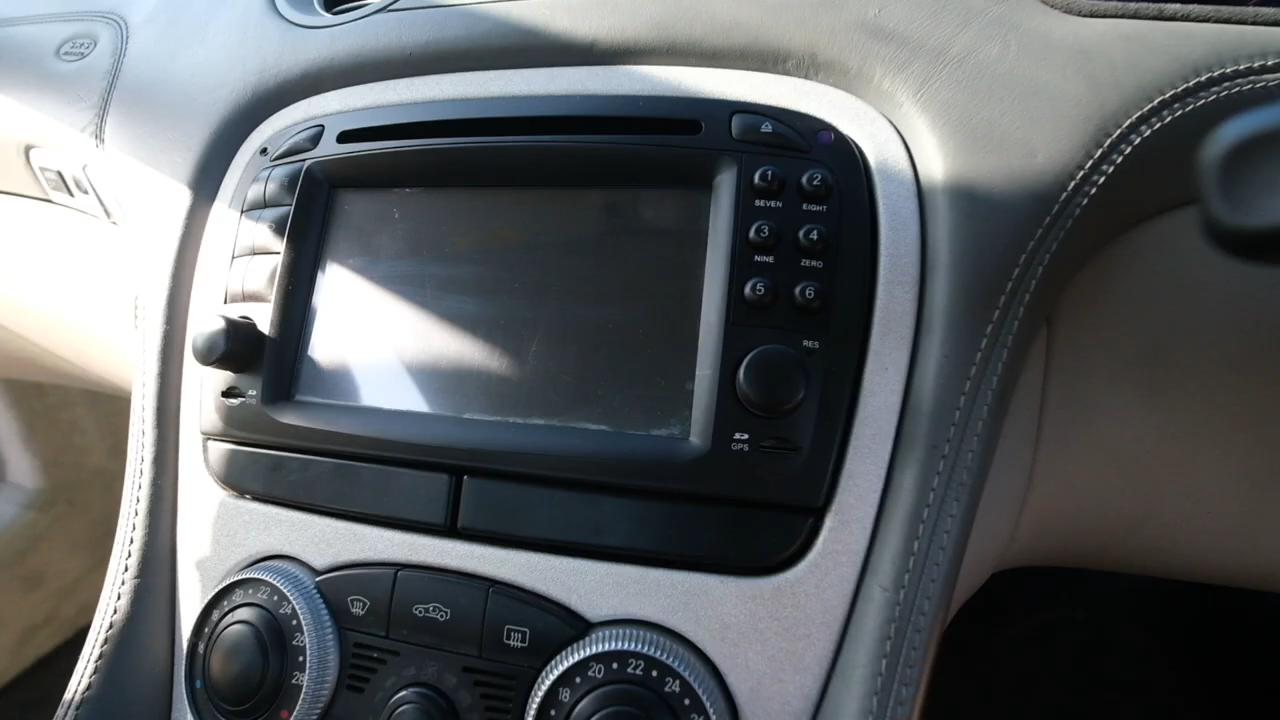 1 2
SEVEN EIGHT
3 4
NINE ZERO
5 6
RES
GPS
20 22 24 26 28
18 20 22 24